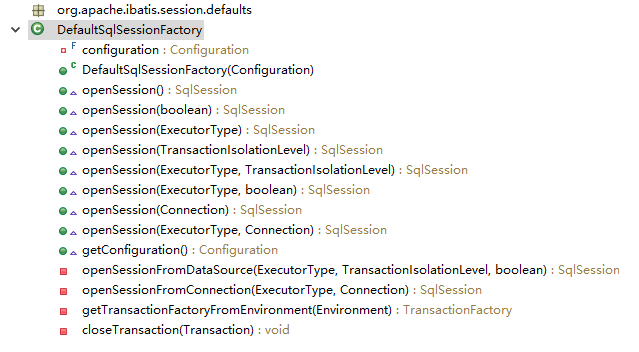 org.apache.ibatis.session.defaults
C DefaultSqlSessionFactory
F configuration : Configuration
C DefaultSqlSessionFactory(Configuration)
openSession() : SqlSession
openSession(boolean) : SqlSession
openSession(ExecutorType) : SqlSession
openSession(TransactionIsolationLevel) : SqlSession
openSession(ExecutorType, TransactionIsolationLevel) : SqlSession
openSession(ExecutorType, boolean) : SqlSession
openSession(Connection) : SqlSession
openSession(ExecutorType, Connection) : SqlSession
getConfiguration() : Configuration
openSessionFromDataSource(ExecutorType, TransactionIsolationLevel, boolean) : SqlSession
openSessionFromConnection(ExecutorType, Connection) : SqlSession
getTransactionFactoryFromEnvironment(Environment) : TransactionFactory
closeTransaction(Transaction) : void